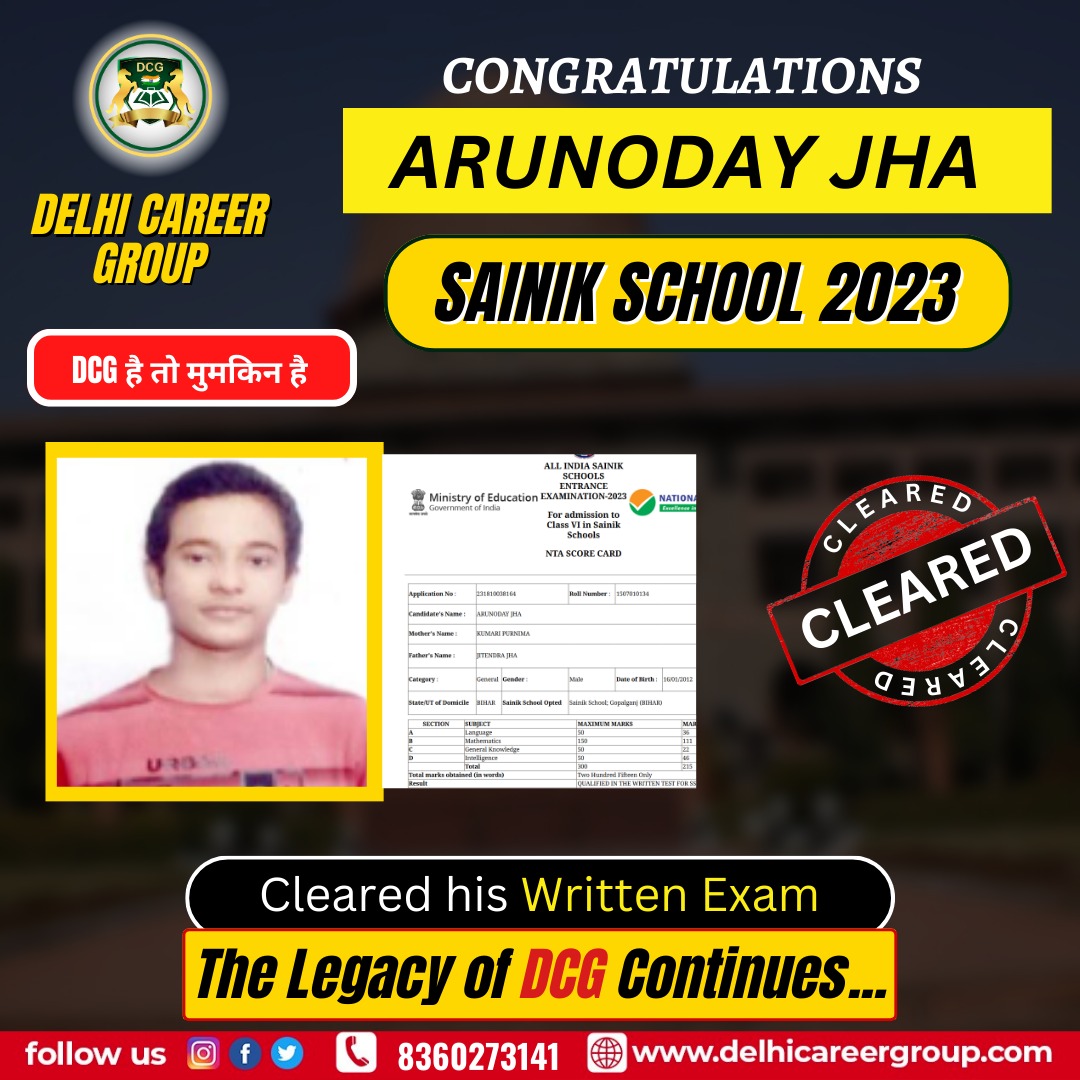 DCG
DELHI CAREER
GROUP
CONGRATULATIONS
ARUNODAY JHA
SAINIK SCHOOL 2023
DCG है तो मुमकिन है
ALL INDIA SAINIK
SCHOOLS
ENTRANCE
EXAMINATION-2023
Ministry of Education
Government of India
NATIONA
Excellence in
For admission to
Class VI in Sainik
Schools
NTA SCORE CARD
Application No : 231810038164 Roll Number : 1507010134
Candidate's Name : ARUNODAY JHA
Mother's Name : KUMARI PURNIMA
Father's Name : JITENDRA JHA
Category : General Gender : Male Date of Birth : 16/01/2012
State/UT of Domicile BIHAR Sainik School Opted Sainik School; Gopalganj (BIHAR)
SECTION SUBJECT MAXIMUM MARKS MAR
A Language 50 36
B Mathematics 150 111
C General Knowledge 50 22
D Intelligence 50 46
Total 300 215
Total marks obtained (in words) Two Hundred Fifteen Only
Result QUALIFIED IN THE WRITTEN TEST FOR SS
URBAN
CLEARED
CLEARED
CLEARED
Cleared his Written Exam
The Legacy of DCG Continues...
follow us 8360273141 www.delhicareergroup.com